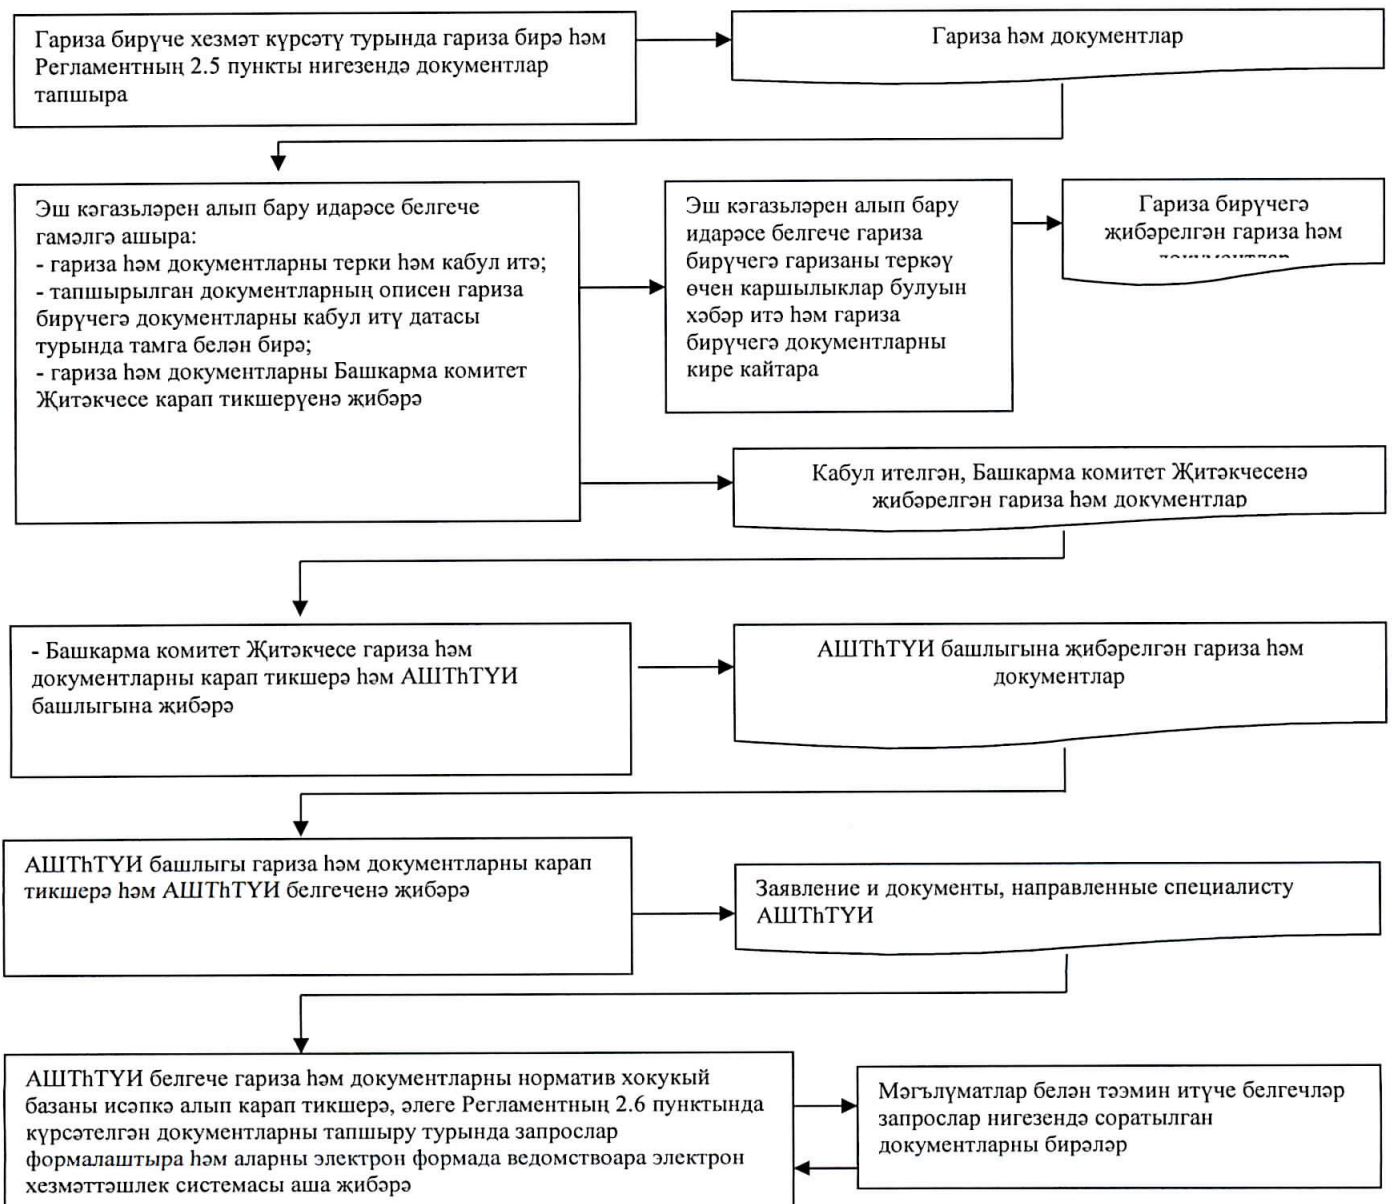 Гариза бирүче хезмәт күрсәтү турында гариза бирә һәм
Регламентның 2.5 пункты нигезендә документлар
тапшыра
Гариза һәм документлар
Эш кәгазьләрен алып бару идарәсе белгече
гамәлгә ашыра:
- гариза һәм документларны терки һәм кабул итә;
- тапшырылган документларның описен гариза
бирүчегә документларны кабул итү датасы
турында тамга белән бирә;
- гариза һәм документларны Башкарма комитет
Җитәкчесе карап тикшерүенә җибәрә
Эш кәгазьләрен алып бару
идарәсе белгече гариза
бирүчегә гаризаны теркәү
өчен каршылыклар булуын
хәбәр итә һәм гариза
бирүчегә документларны
кире кайтара
Гариза бирүчегә
җибәрелгән гариза һәм
Кабул ителгән, Башкарма комитет Җитәкчесенә
җибәрелгән гариза һәм документлар
- Башкарма комитет Җитәкчесе гариза һәм
документларны карап тикшерә һәм АШТһТҮИ
башлыгына җибәрә
АШТһТҮИ башлыгына җибәрелгән гариза һәм
документлар
АШТһТҮИ башлыгы гариза һәм документларны карап
тикшерә һәм АШТһТҮИ белгеченә җибәрә
Заявление и документы, направленные специалисту
АШТһТҮИ
АШТһТҮИ белгече гариза һәм документларны норматив хокукый
базаны исәпкә алып карап тикшерә, әлеге Регламентның 2.6 пунктында
күрсәтелгән документларны тапшыру турында запрослар
формалаштыра һәм аларны электрон формада ведомствоара электрон
хезмәттәшлек системасы аша җибәрә
Мәгълүматлар белән тәэмин итүче белгечләр
запрослар нигезендә соратылган
документларны бирәләр